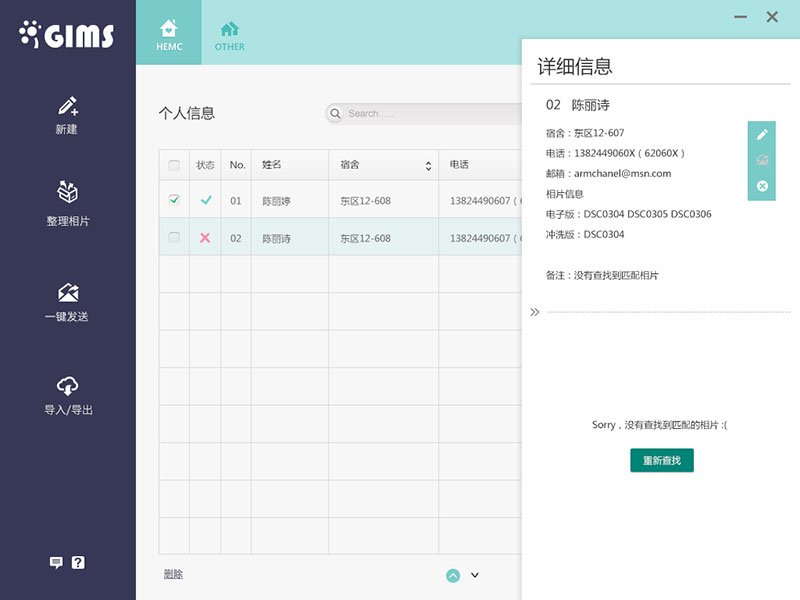 GIMS
新建
整理相片
一键发送
导入/导出
HEMC
OTHER
个人信息
Search......
状态 No. 姓名 宿舍 电话
01 陈丽婷 东区12-608 13824490607（
02 陈丽诗 东区12-608 13824490607（
删除
详细信息
02 陈丽诗
宿舍：东区12-607
电话：1382449060X（62060X）
邮箱：armchanel@msn.com
相片信息
电子版：DSC0304 DSC0305 DSC0306
冲洗版：DSC0304
备注：没有查找到匹配相片
Sorry，没有查找到匹配的相片 :(
重新查找